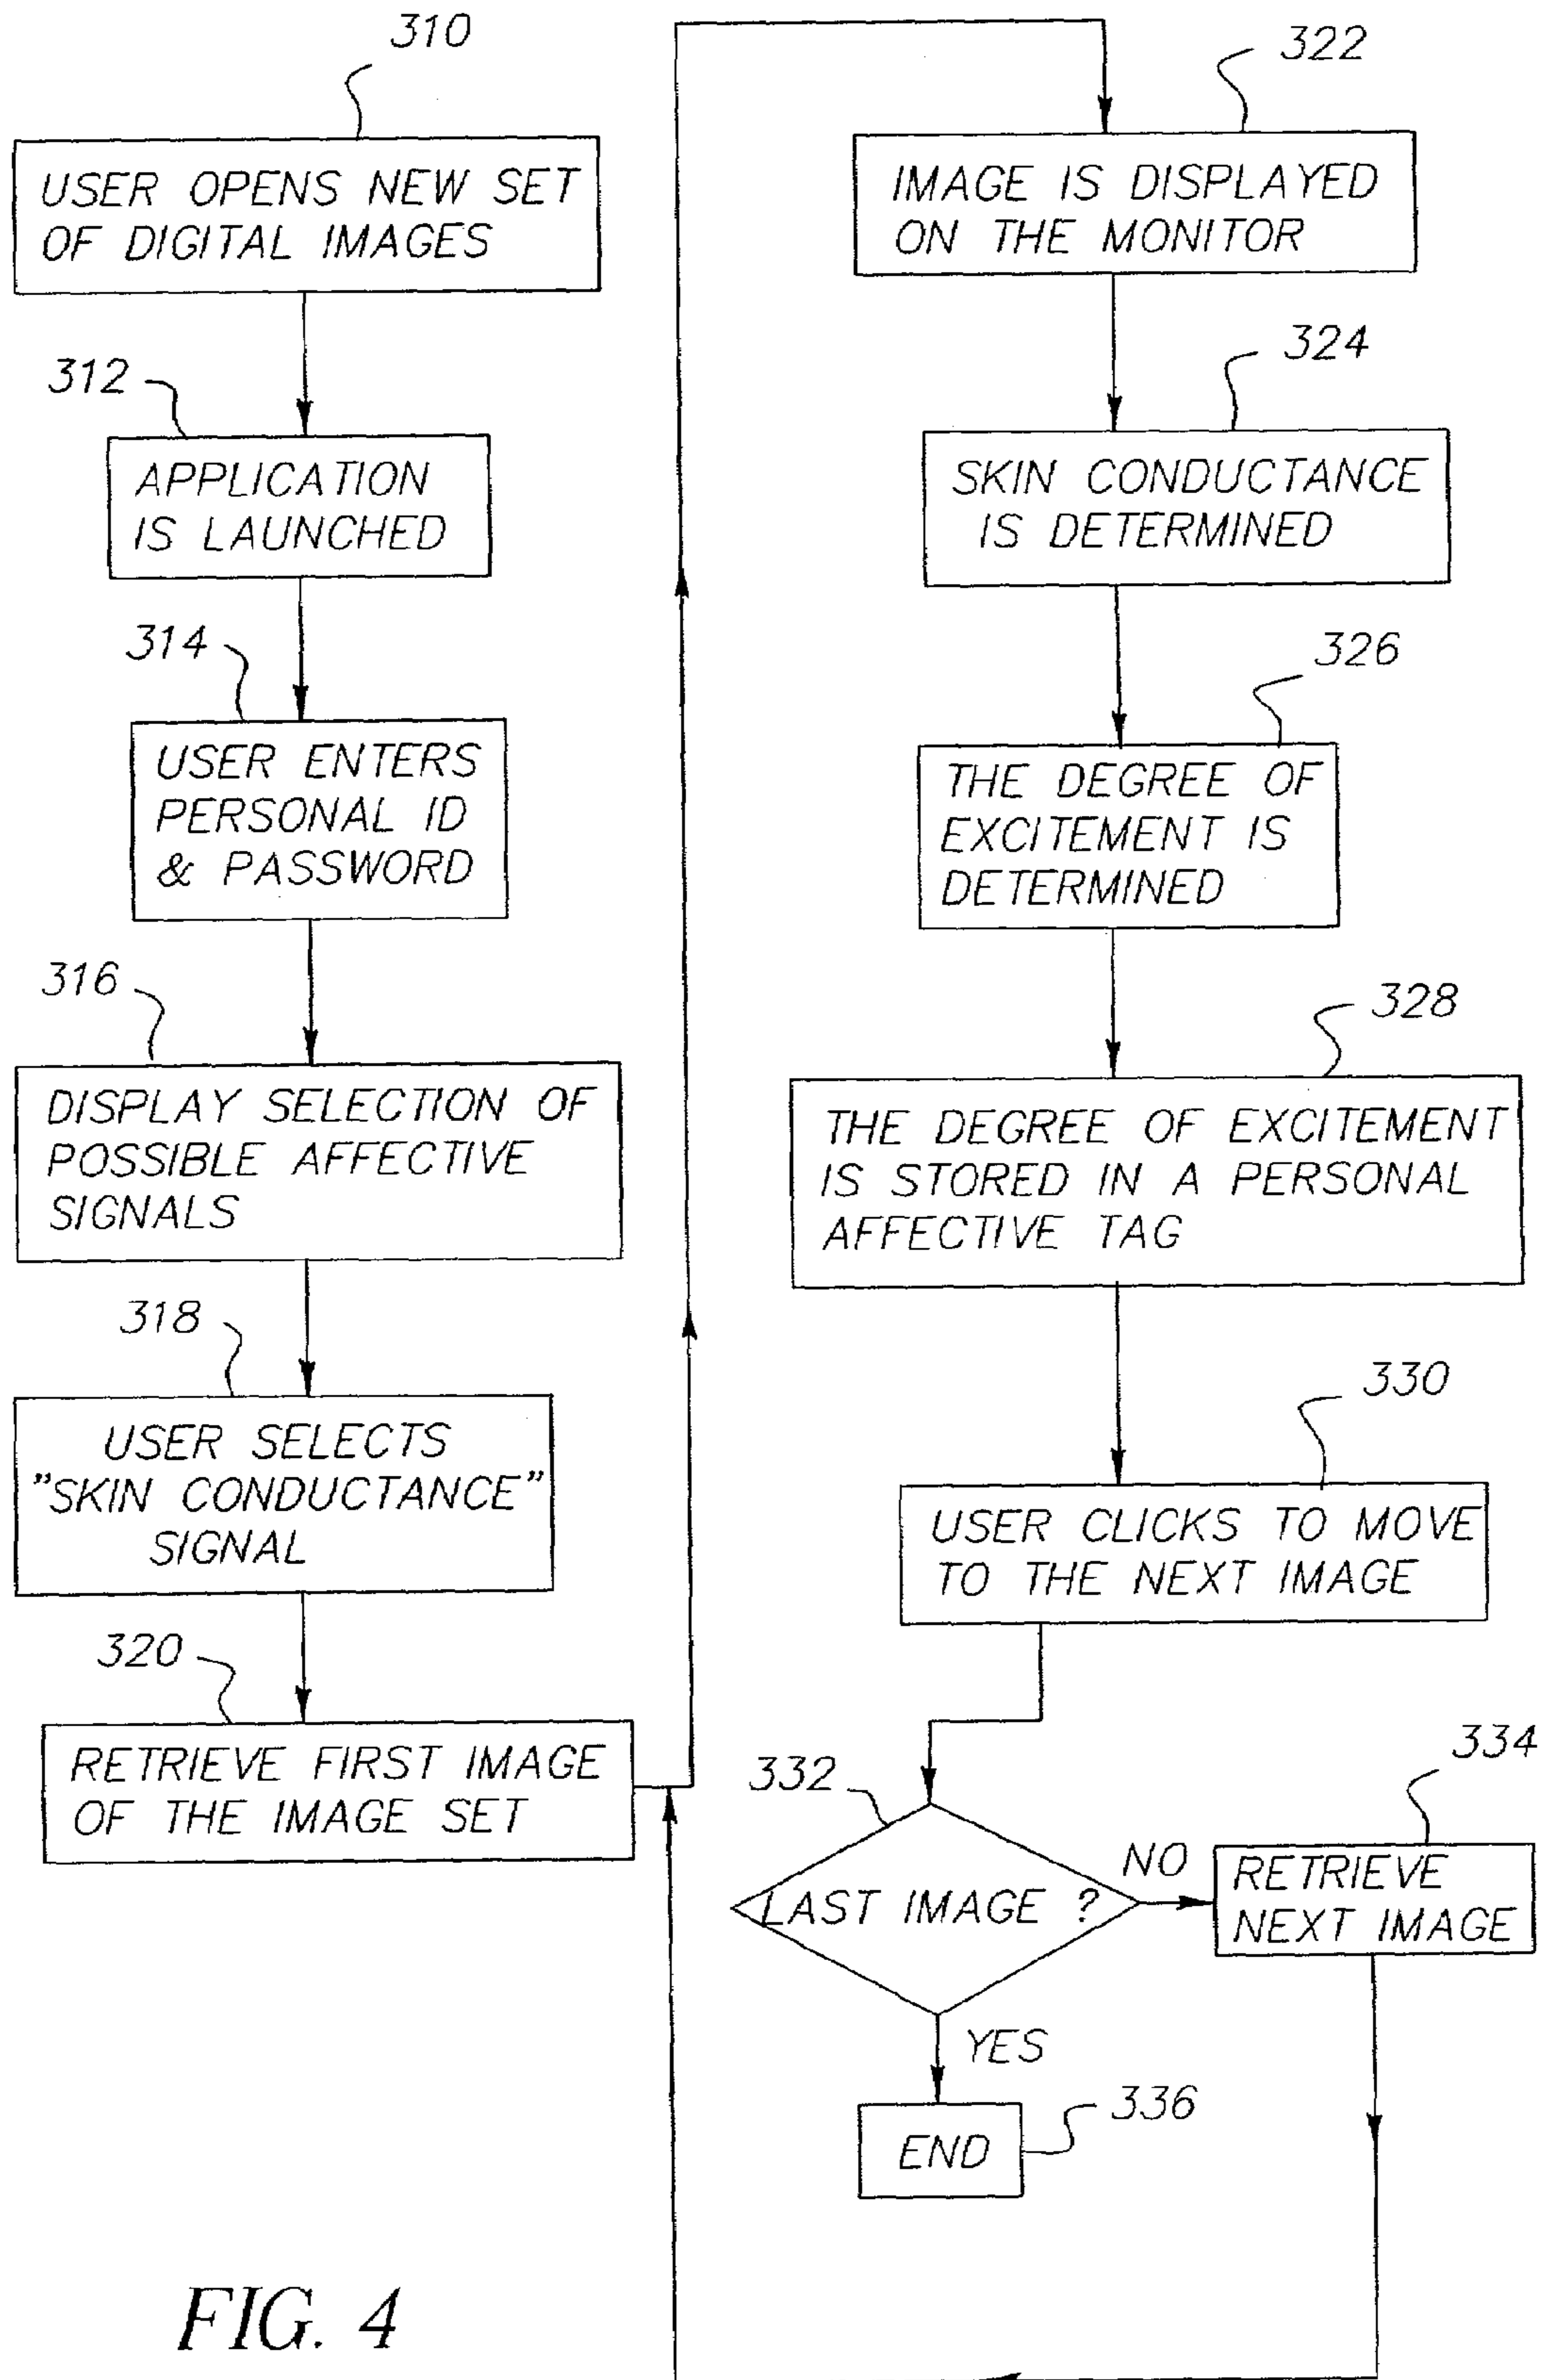 310
USER OPENS NEW SET
OF DIGITAL IMAGES
312
APPLICATION
IS LAUNCHED
314
USER ENTERS
PERSONAL ID
& PASSWORD
316
DISPLAY SELECTION OF
POSSIBLE AFFECTIVE
SIGNALS
318
USER SELECTS
"SKIN CONDUCTANCE"
SIGNAL
320
RETRIEVE FIRST IMAGE
OF THE IMAGE SET
322
IMAGE IS DISPLAYED
ON THE MONITOR
324
SKIN CONDUCTANCE
IS DETERMINED
326
THE DEGREE OF
EXCITEMENT IS
DETERMINED
328
THE DEGREE OF EXCITEMENT
IS STORED IN A PERSONAL
AFFECTIVE TAG
330
USER CLICKS TO MOVE
TO THE NEXT IMAGE
332
LAST IMAGE ?
NO
334
RETRIEVE
NEXT IMAGE
YES
336
END
FIG. 4